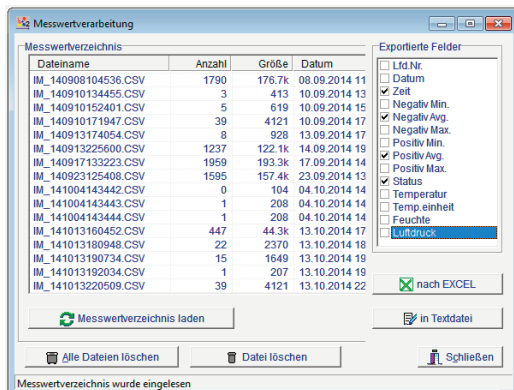 Messwertverarbeitung
Messwertverzeichnis
Dateiname Anzahl Größe Datum
IM_140908104536.CSV 1790 176.7k 08.09.2014 11
IM_140910134455.CSV 3 413 10.09.2014 13
IM_140910152401.CSV 5 619 10.09.2014 15
IM_140910171947.CSV 39 4121 10.09.2014 17
IM_140913174054.CSV 8 928 13.09.2014 17
IM_140913225600.CSV 1237 122.1k 14.09.2014 19
IM_140917133223.CSV 1959 193.3k 17.09.2014 14
IM_140923125408.CSV 1595 157.4k 23.09.2014 13
IM_141004143442.CSV 0 104 04.10.2014 14
IM_141004143443.CSV 1 208 04.10.2014 14
IM_141004143444.CSV 1 208 04.10.2014 14
IM_141013160452.CSV 447 44.3k 13.10.2014 17
IM_141013180948.CSV 22 2370 13.10.2014 18
IM_141013190734.CSV 15 1649 13.10.2014 19
IM_141013192034.CSV 1 207 13.10.2014 19
IM_141013220509.CSV 39 4121 13.10.2014 22
Exportierte Felder
Lfd.Nr.
Datum
Zeit
Negativ Min.
Negativ Avg.
Negativ Max.
Positiv Min.
Positiv Avg.
Positiv Max.
Status
Temperatur
Temp.einheit
Feuchte
Luftdruck
nach EXCEL
Messwertverzeichnis laden
in Textdatei
Alle Dateien löschen
Datei löschen
Schließen
Messwertverzeichnis wurde eingelesen